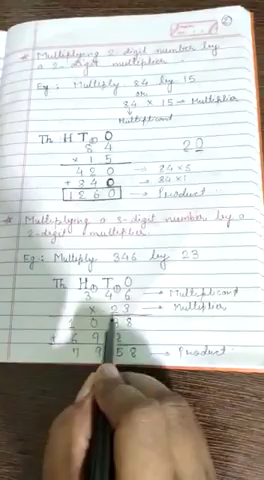 2
* Multiplying 2 digit number by
a 2-digit multiplier.
Eg: Multiply 84 by 15
or
84 × 15 → Multiplier
↓
Multiplicand
Th H T O
8 4
× 1 5
4 2 0 → 84 × 5
+ 8 4 0 → 84 × 1
1 2 6 0 → Product
2 0
* Multiplying a 3-digit number by a
2-digit multiplier
Eg: Multiply 346 by 23
Th H T O
3 4 6 → Multiplicand
× 2 3 → Multiplier
1 0 3 8
+ 6 9 2
7 9 5 8 → Product